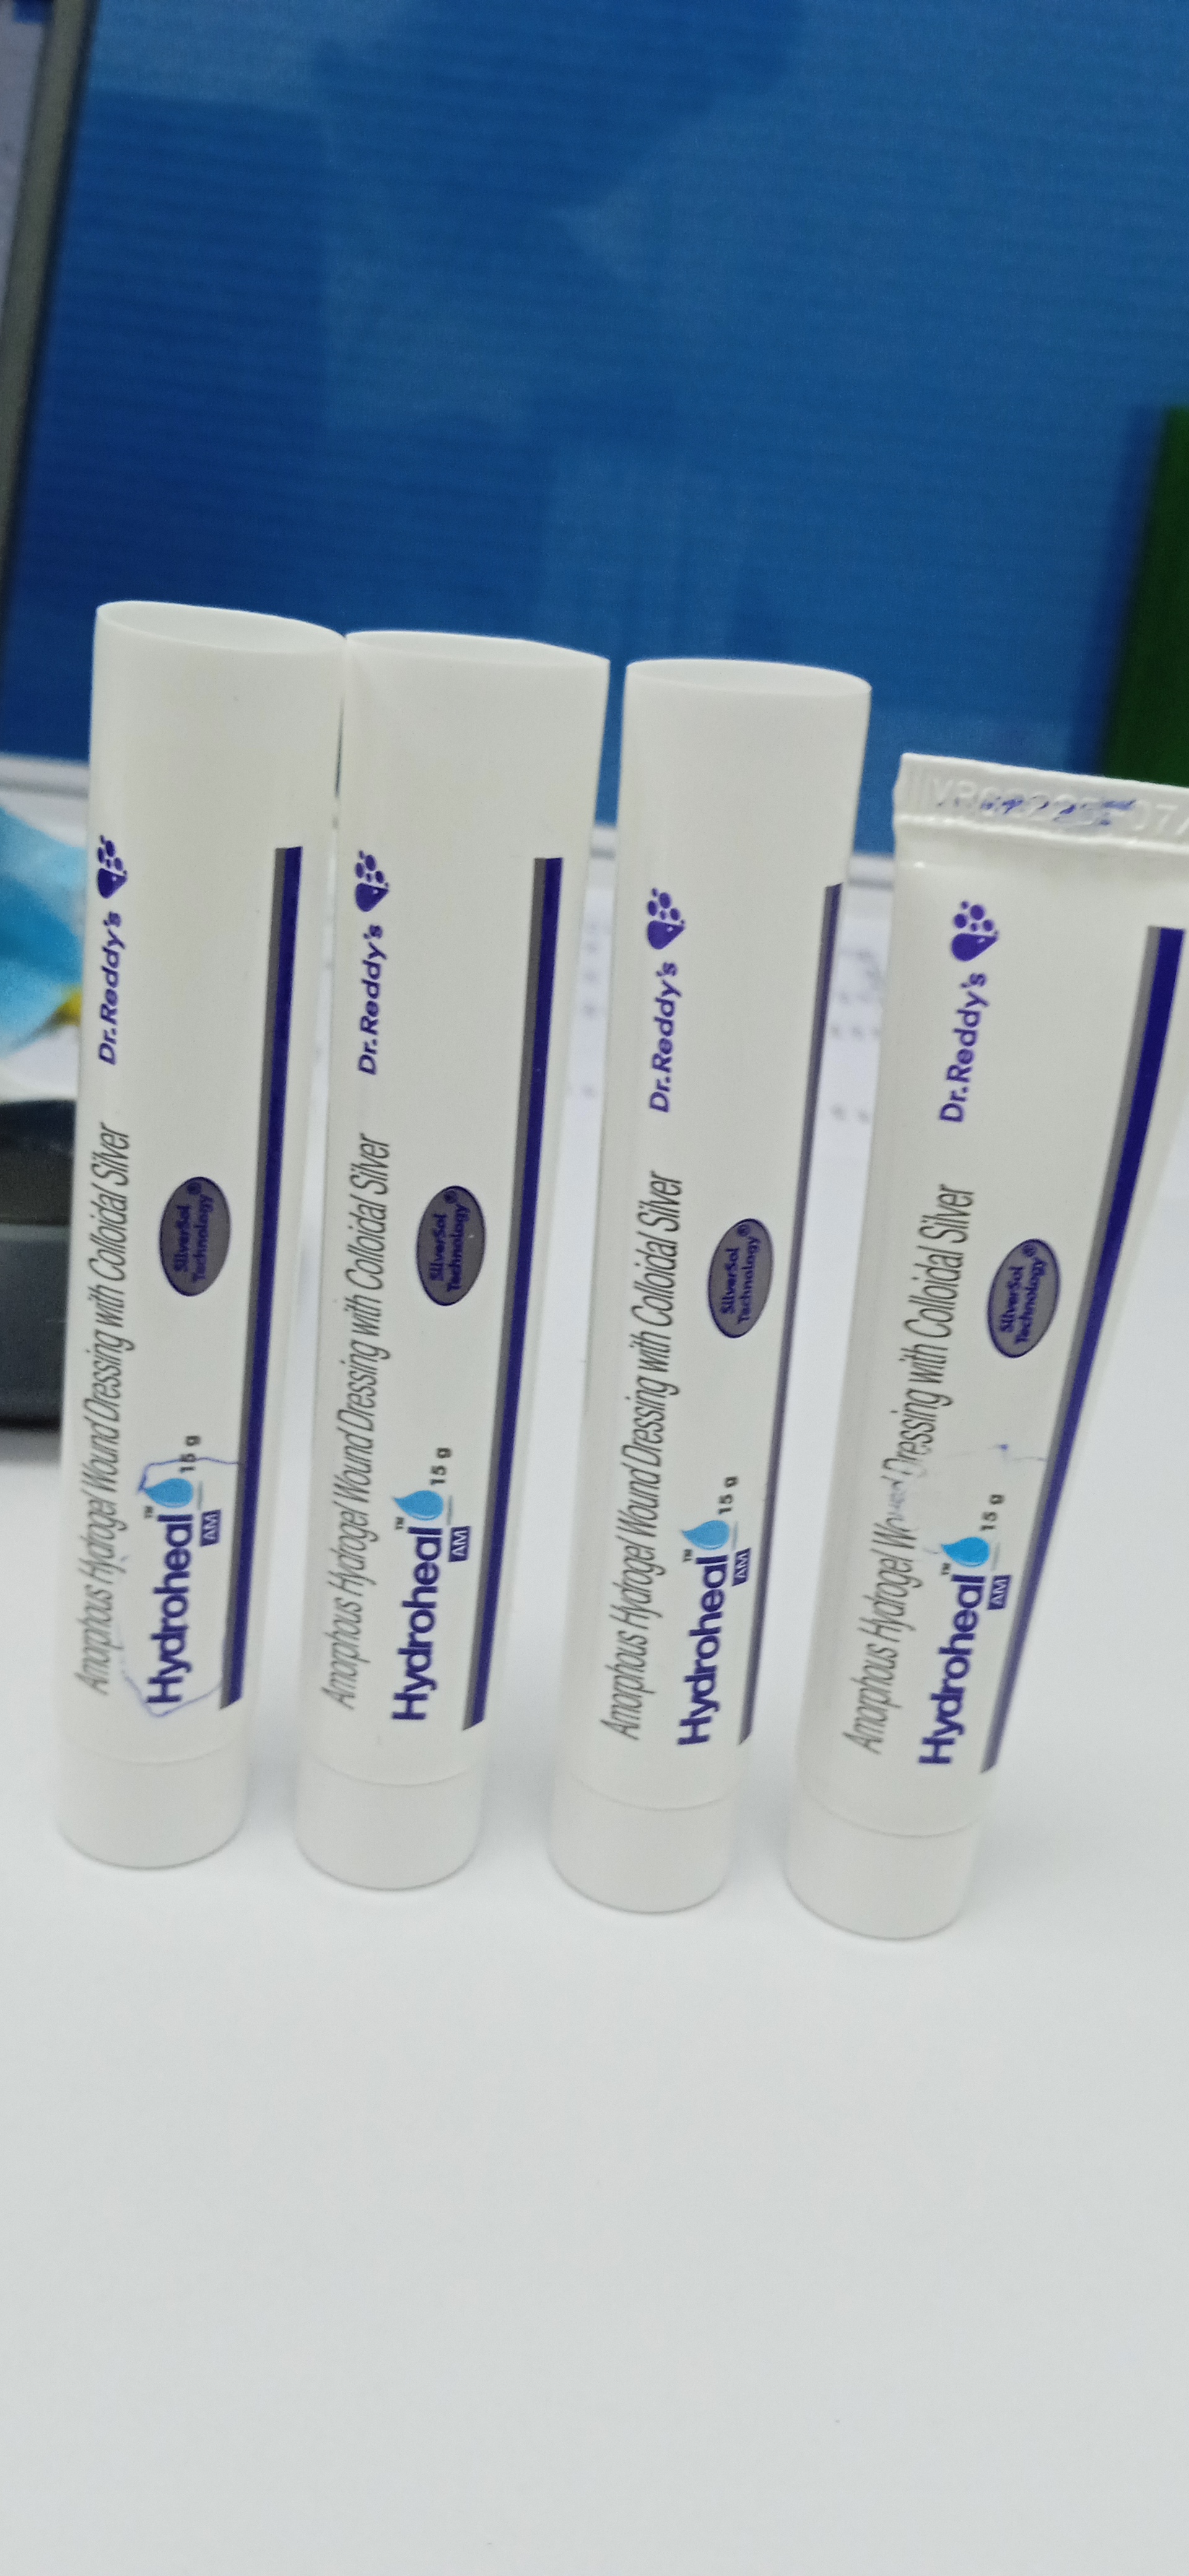 Dr.Reddy's
Amorphous Hydrogel Wound Dressing with Colloidal Silver
SilverSol
Technology®
Hydroheal™
AM
15 g
Dr.Reddy's
Amorphous Hydrogel Wound Dressing with Colloidal Silver
SilverSol
Technology®
Hydroheal™
AM
15 g
Dr.Reddy's
Amorphous Hydrogel Wound Dressing with Colloidal Silver
SilverSol
Technology®
Hydroheal™
AM
15 g
Dr.Reddy's
Amorphous Hydrogel Wound Dressing with Colloidal Silver
SilverSol
Technology®
Hydroheal™
AM
15 g